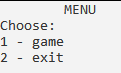 MENU
Choose:
1 - game
2 - exit